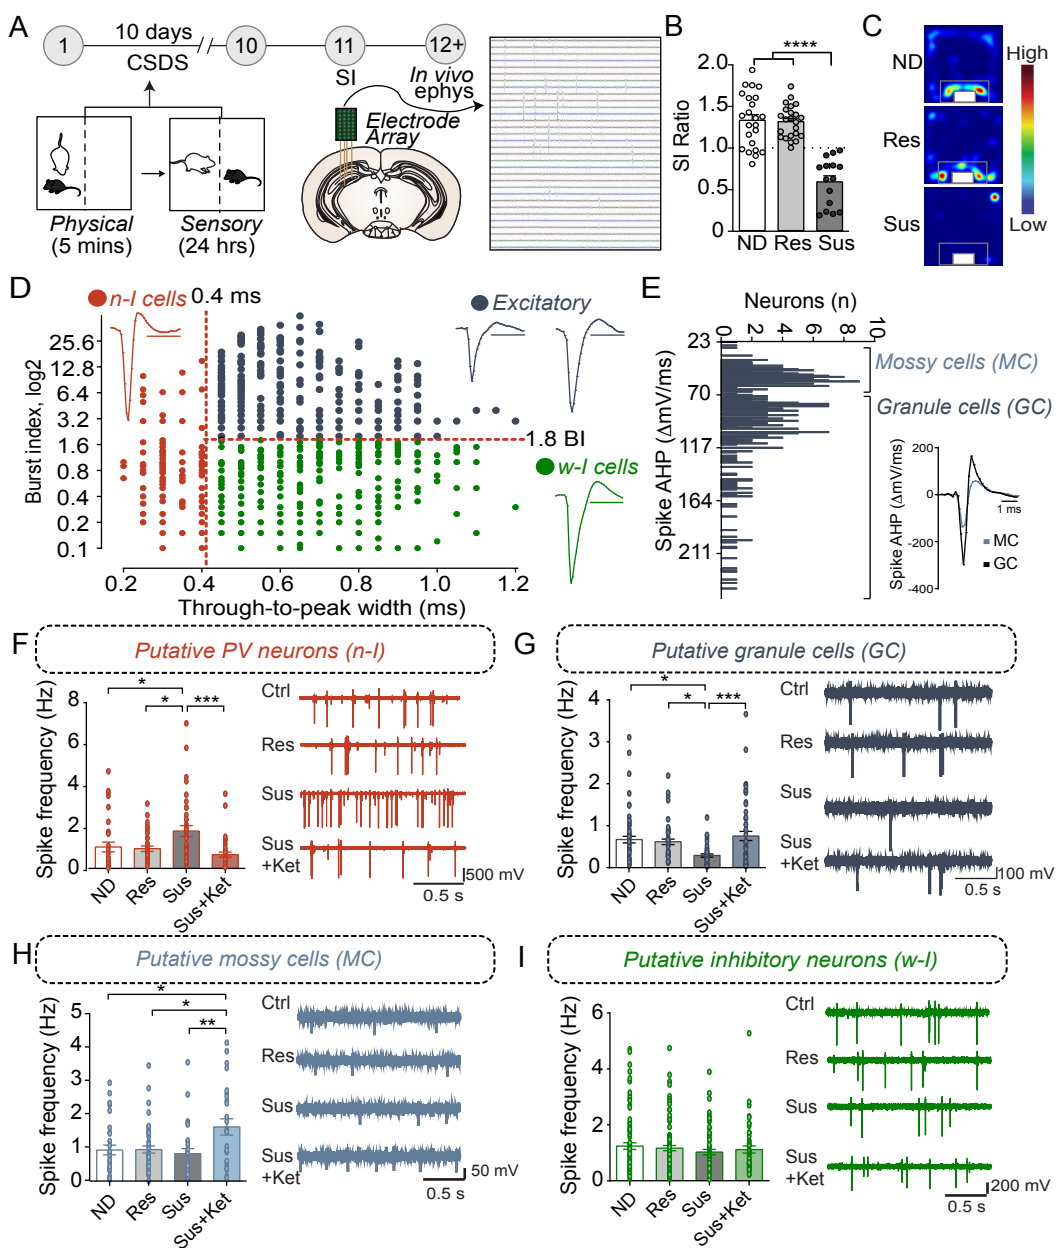 A
1
10 days
CSDS
10
11
SI
12+
In vivo
ephys
Electrode
Array
Physical
(5 mins)
Sensory
(24 hrs)
B
****
SI Ratio
2.0
1.5
1.0
0.5
0
ND Res Sus
C
ND
Res
Sus
High
Low
D
n-I cells
0.4 ms
Excitatory
1.8 BI
w-I cells
Burst index, log2
25.6
12.8
6.4
3.2
1.6
0.8
0.4
0.2
0.1
0.2 0.4 0.6 0.8 1.0 1.2
Through-to-peak width (ms)
E
Neurons (n)
0 2 4 6 8 10
Spike AHP (ΔmV/ms)
23
70
117
164
211
Mossy cells (MC)
Granule cells (GC)
Spike AHP (ΔmV/ms)
200
0
-200
-400
1 ms
MC
GC
F
Putative PV neurons (n-I)
Spike frequency (Hz)
8
6
4
2
0
*
* ***
ND Res Sus Sus+Ket
Ctrl
Res
Sus
Sus
+Ket
500 mV
0.5 s
G
Putative granule cells (GC)
Spike frequency (Hz)
4
3
2
1
0
*
* ***
ND Res Sus Sus+Ket
Ctrl
Res
Sus
Sus
+Ket
100 mV
0.5 s
H
Putative mossy cells (MC)
Spike frequency (Hz)
5
4
3
2
1
0
*
*
**
ND Res Sus Sus+Ket
Ctrl
Res
Sus
Sus
+Ket
50 mV
0.5 s
I
Putative inhibitory neurons (w-I)
Spike frequency (Hz)
6
4
2
0
ND Res Sus Sus+Ket
Ctrl
Res
Sus
Sus
+Ket
200 mV
0.5 s